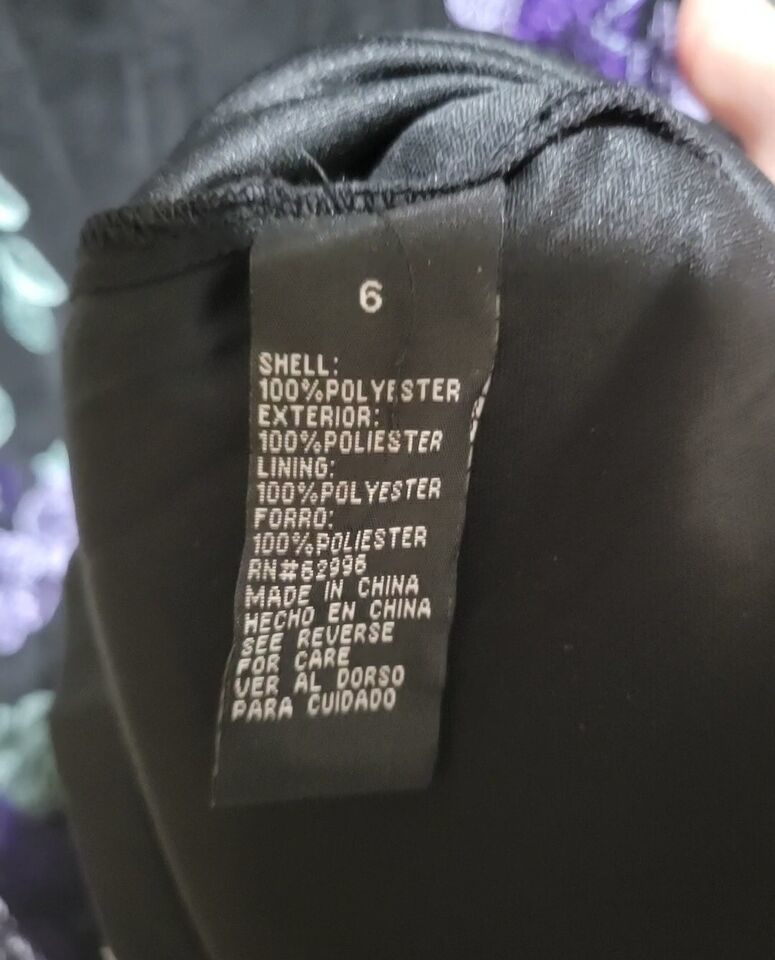 6
SHELL:
100%POLYESTER
EXTERIOR:
100%POLIESTER
LINING:
100%POLYESTER
FORRO:
100%POLIESTER
RN#62996
MADE IN CHINA
HECHO EN CHINA
SEE REVERSE
FOR CARE
VER AL DORSO
PARA CUIDADO